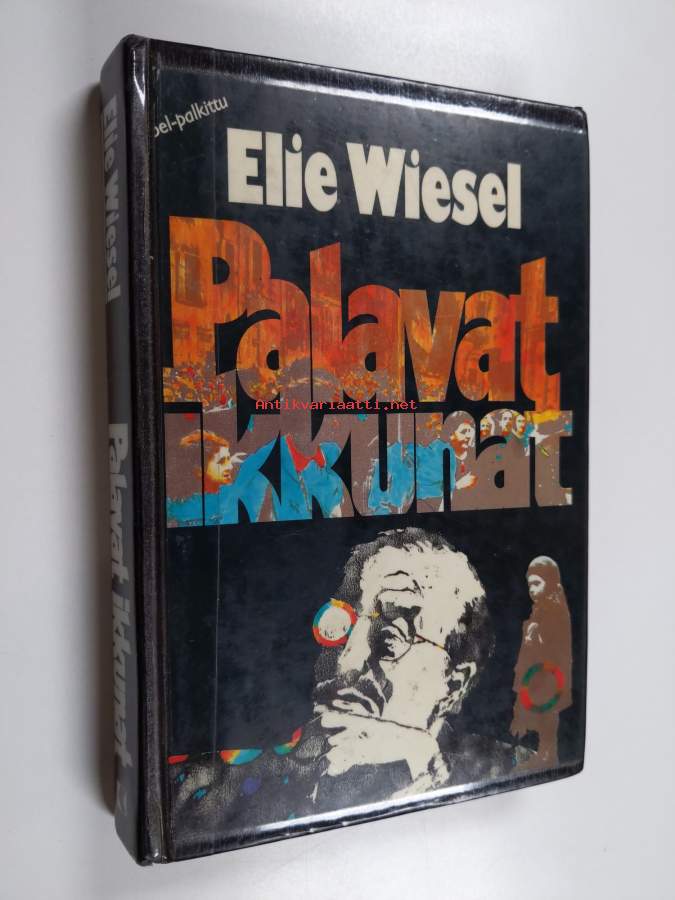 bel-palkittu
Elie Wiesel
Palavat
ikkunat
Antikvariaatti.net
Elie Wiesel
Palavat ikkunat